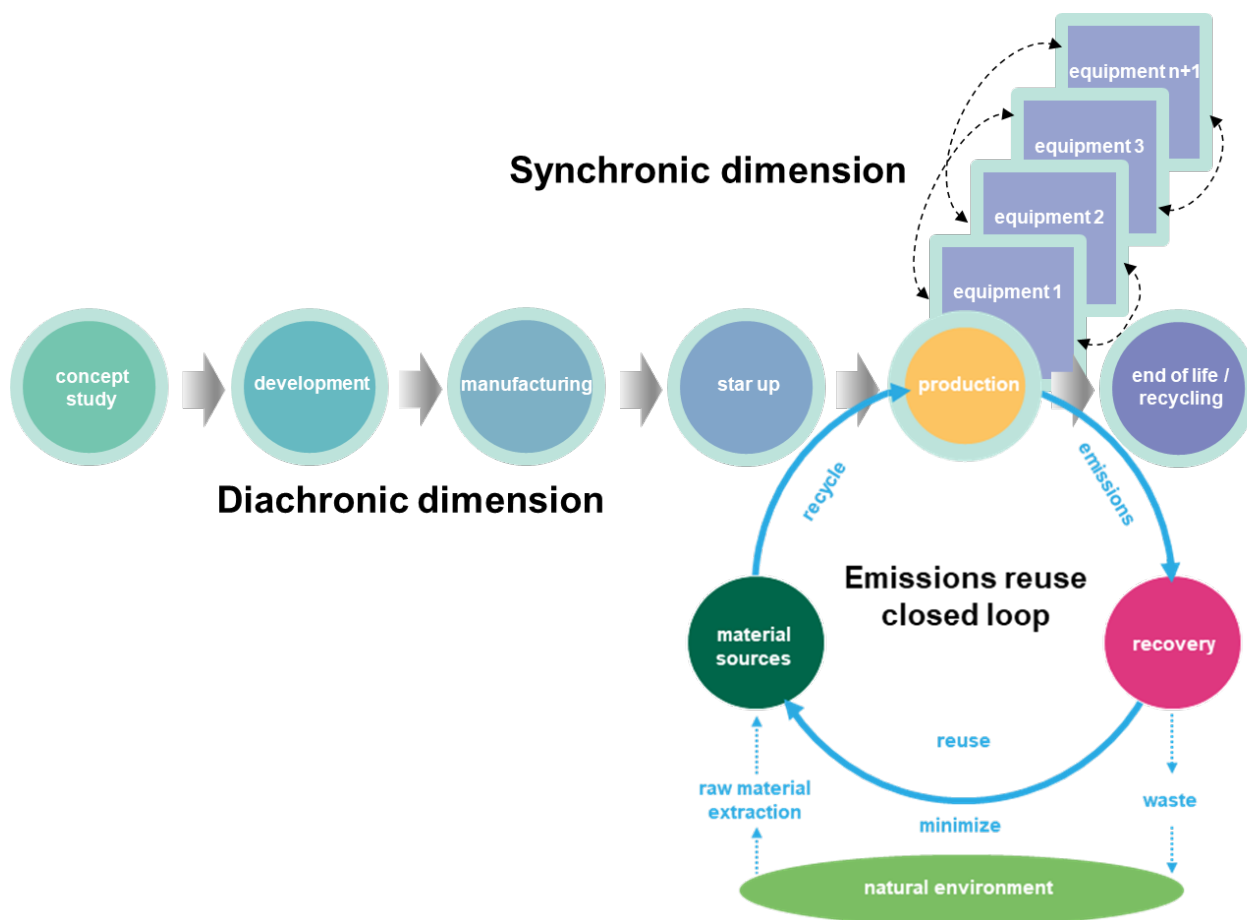 equipment n+1
equipment 3
Synchronic dimension
equipment 2
equipment 1
concept
study
development
manufacturing
star up
production
end of life /
recycling
Diachronic dimension
recycle
emissions
Emissions reuse
closed loop
material
sources
recovery
reuse
raw material
extraction
minimize
waste
natural environment